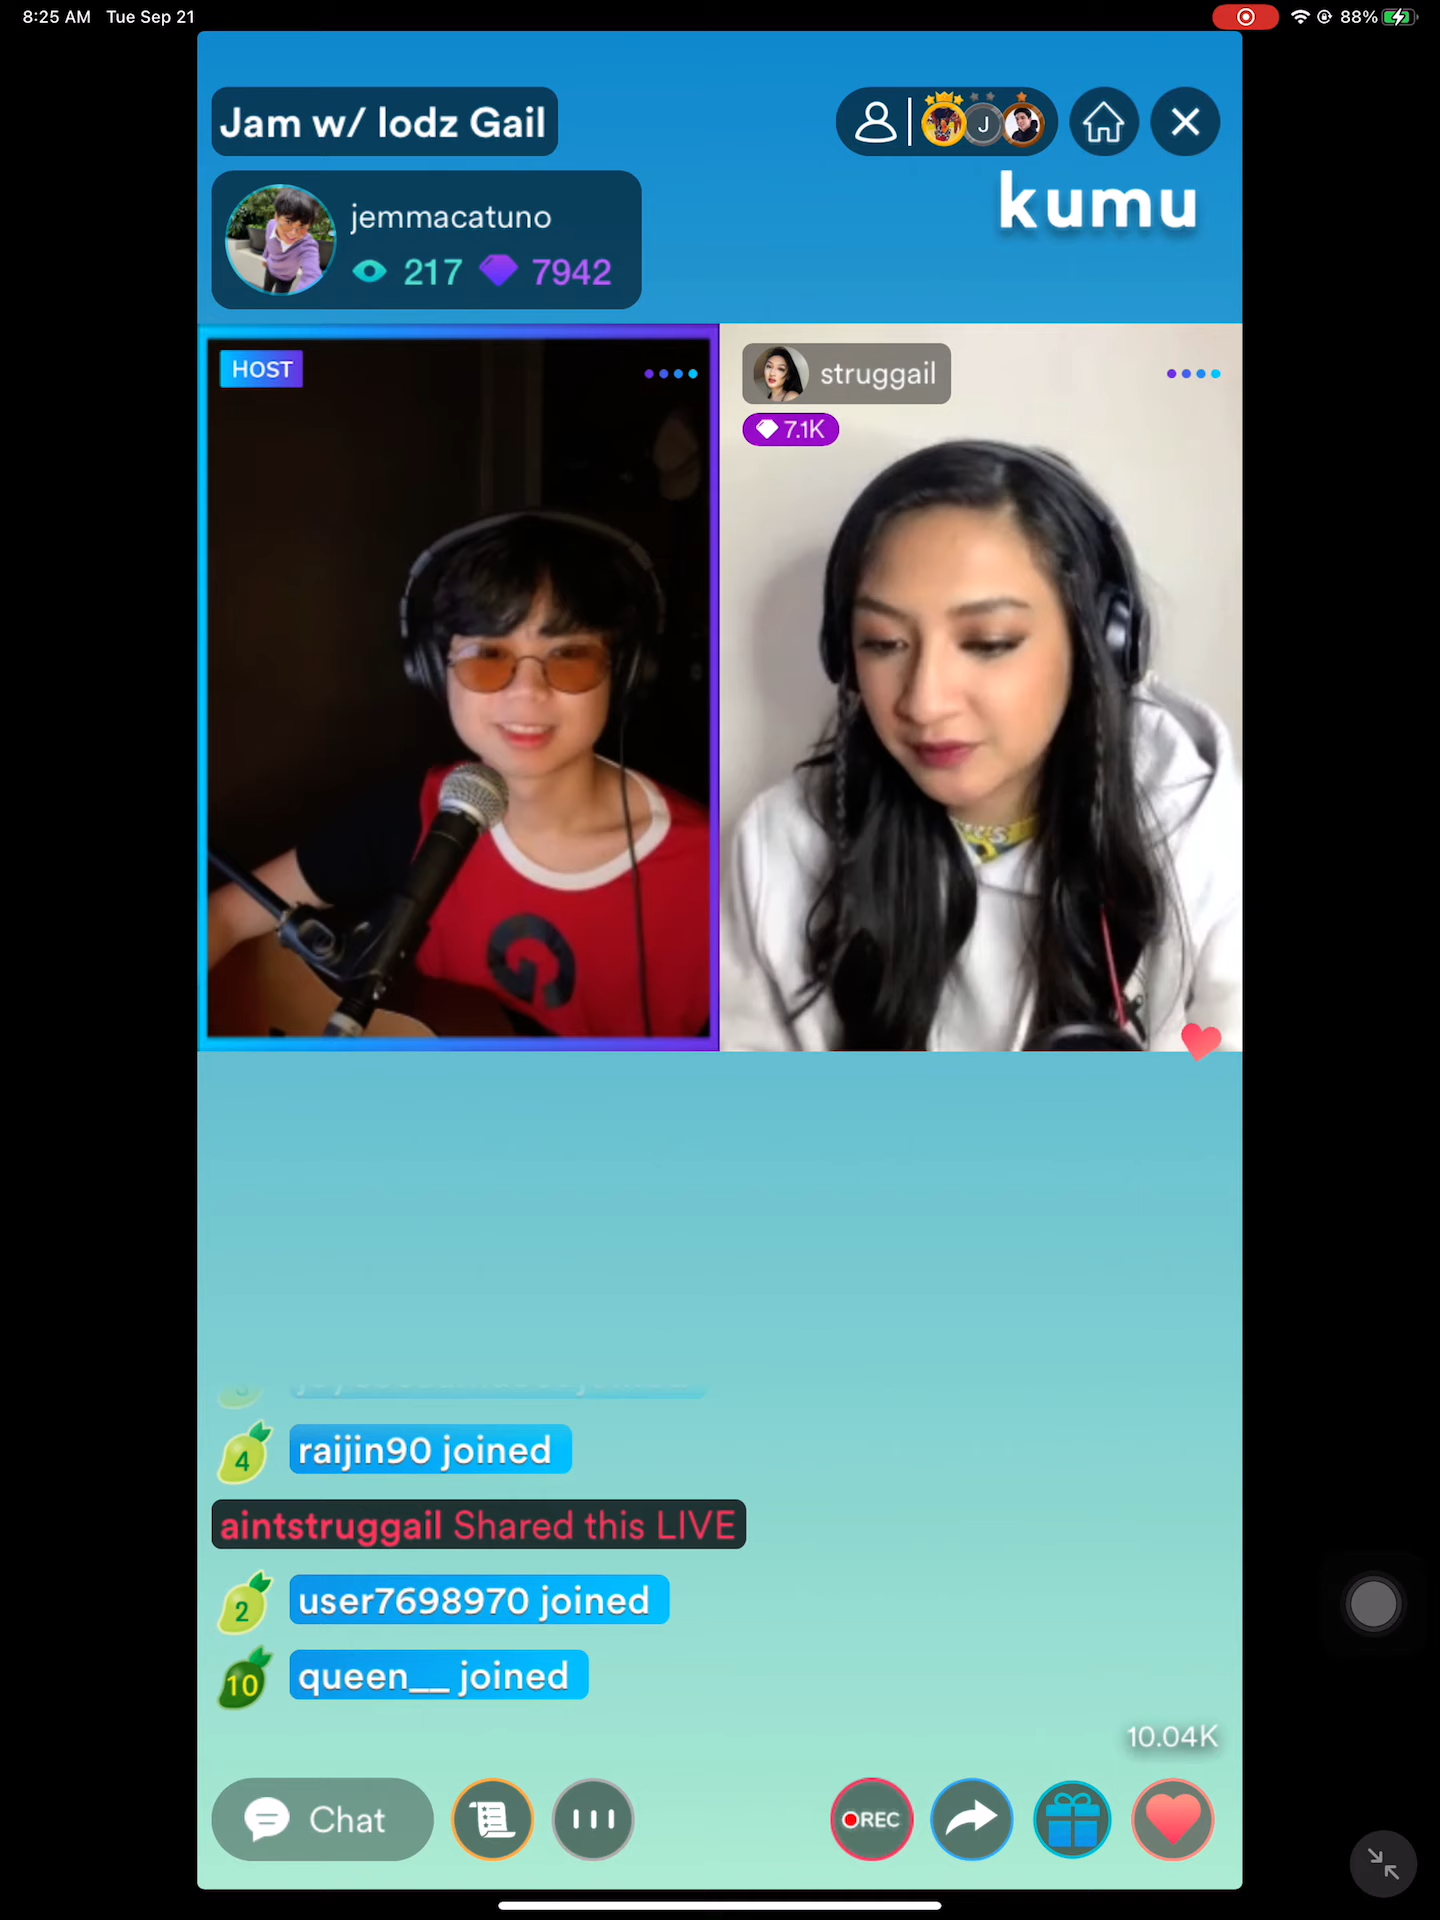 8:25 AM Tue Sep 21
88%
Jam w/ lodz Gail
J
jemmacatuno
217 7942
kumu
HOST
struggail
7.1K
4 raijin90 joined
aintstruggail Shared this LIVE
2 user7698970 joined
10 queen__ joined
10.04K
Chat
REC